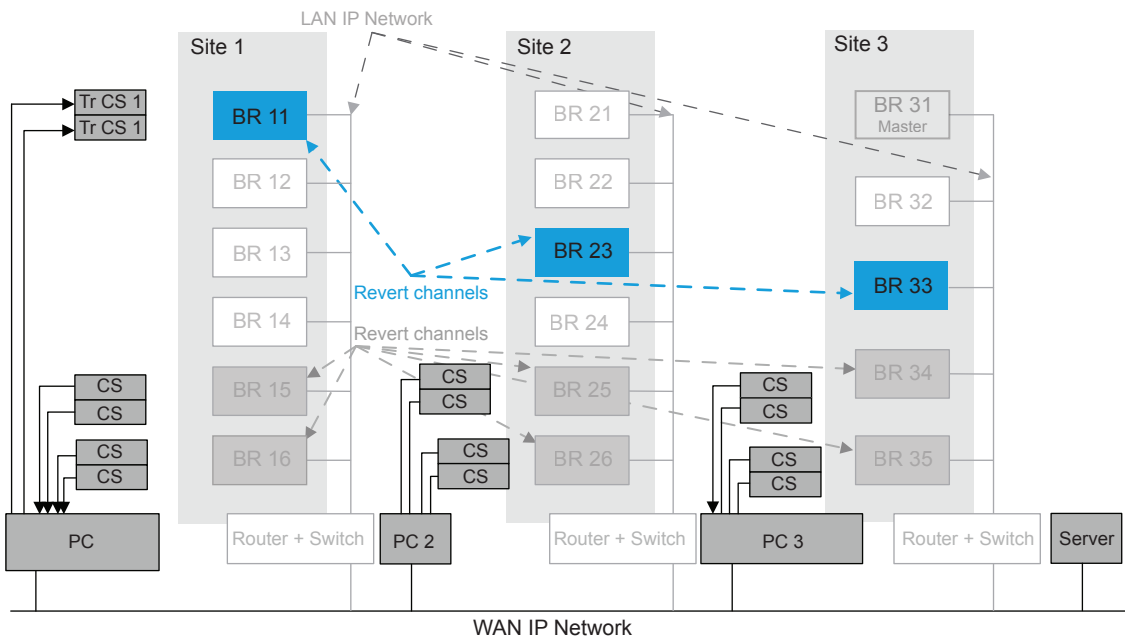 LAN IP Network
Site 1
Site 2
Site 3
Tr CS 1
Tr CS 1
BR 11
BR 21
BR 31
Master
BR 12
BR 22
BR 32
BR 13
BR 23
BR 33
Revert channels
BR 14
BR 24
Revert channels
BR 34
CS
CS
BR 15
CS
CS
BR 25
CS
CS
CS
CS
BR 16
CS
CS
BR 26
CS
CS
BR 35
PC
Router + Switch
PC 2
Router + Switch
PC 3
Router + Switch
Server
WAN IP Network